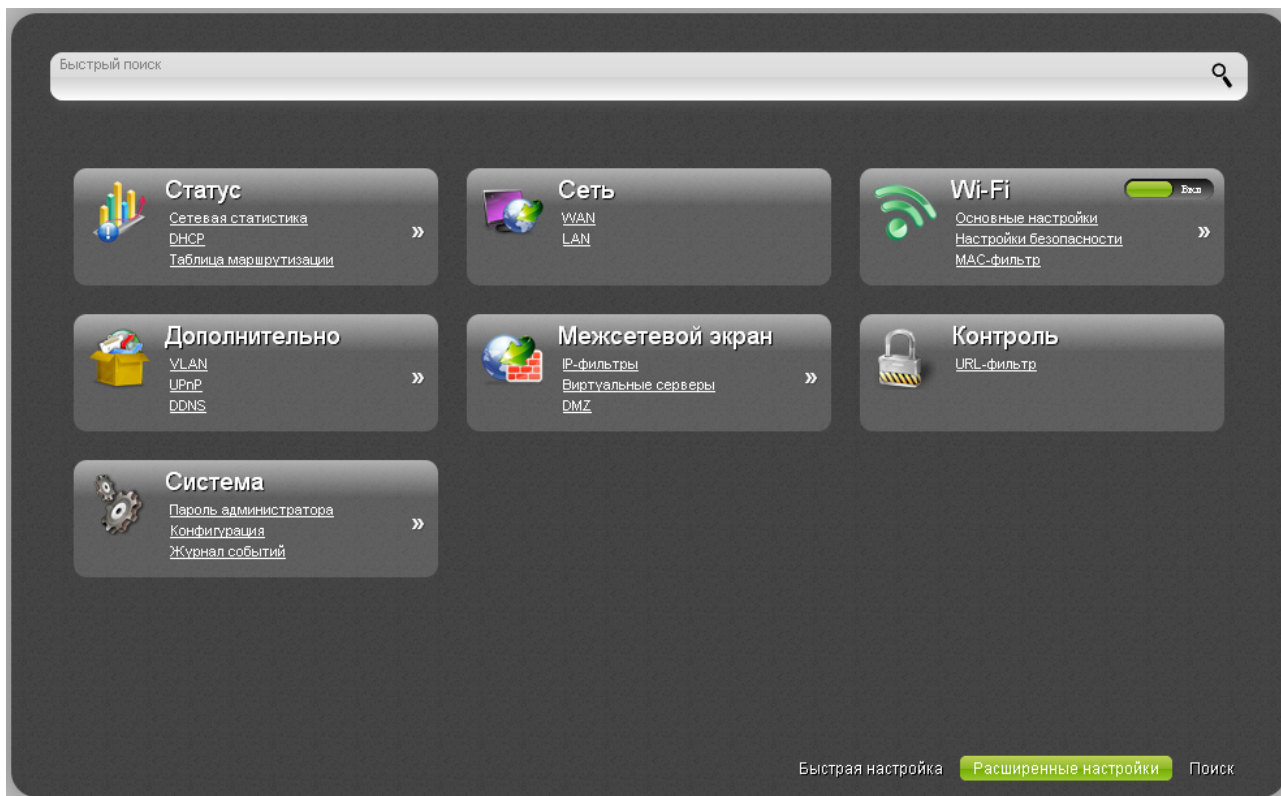 Быстрый поиск
Статус
Сетевая статистика
DHCP
Таблица маршрутизации
»
Сеть
WAN
LAN
Wi-Fi
Вкл
Основные настройки
Настройки безопасности
MAC-фильтр
»
Дополнительно
VLAN
UPnP
DDNS
»
Межсетевой экран
IP-фильтры
Виртуальные серверы
DMZ
»
Контроль
URL-фильтр
Система
Пароль администратора
Конфигурация
Журнал событий
»
Быстрая настройка
Расширенные настройки
Поиск